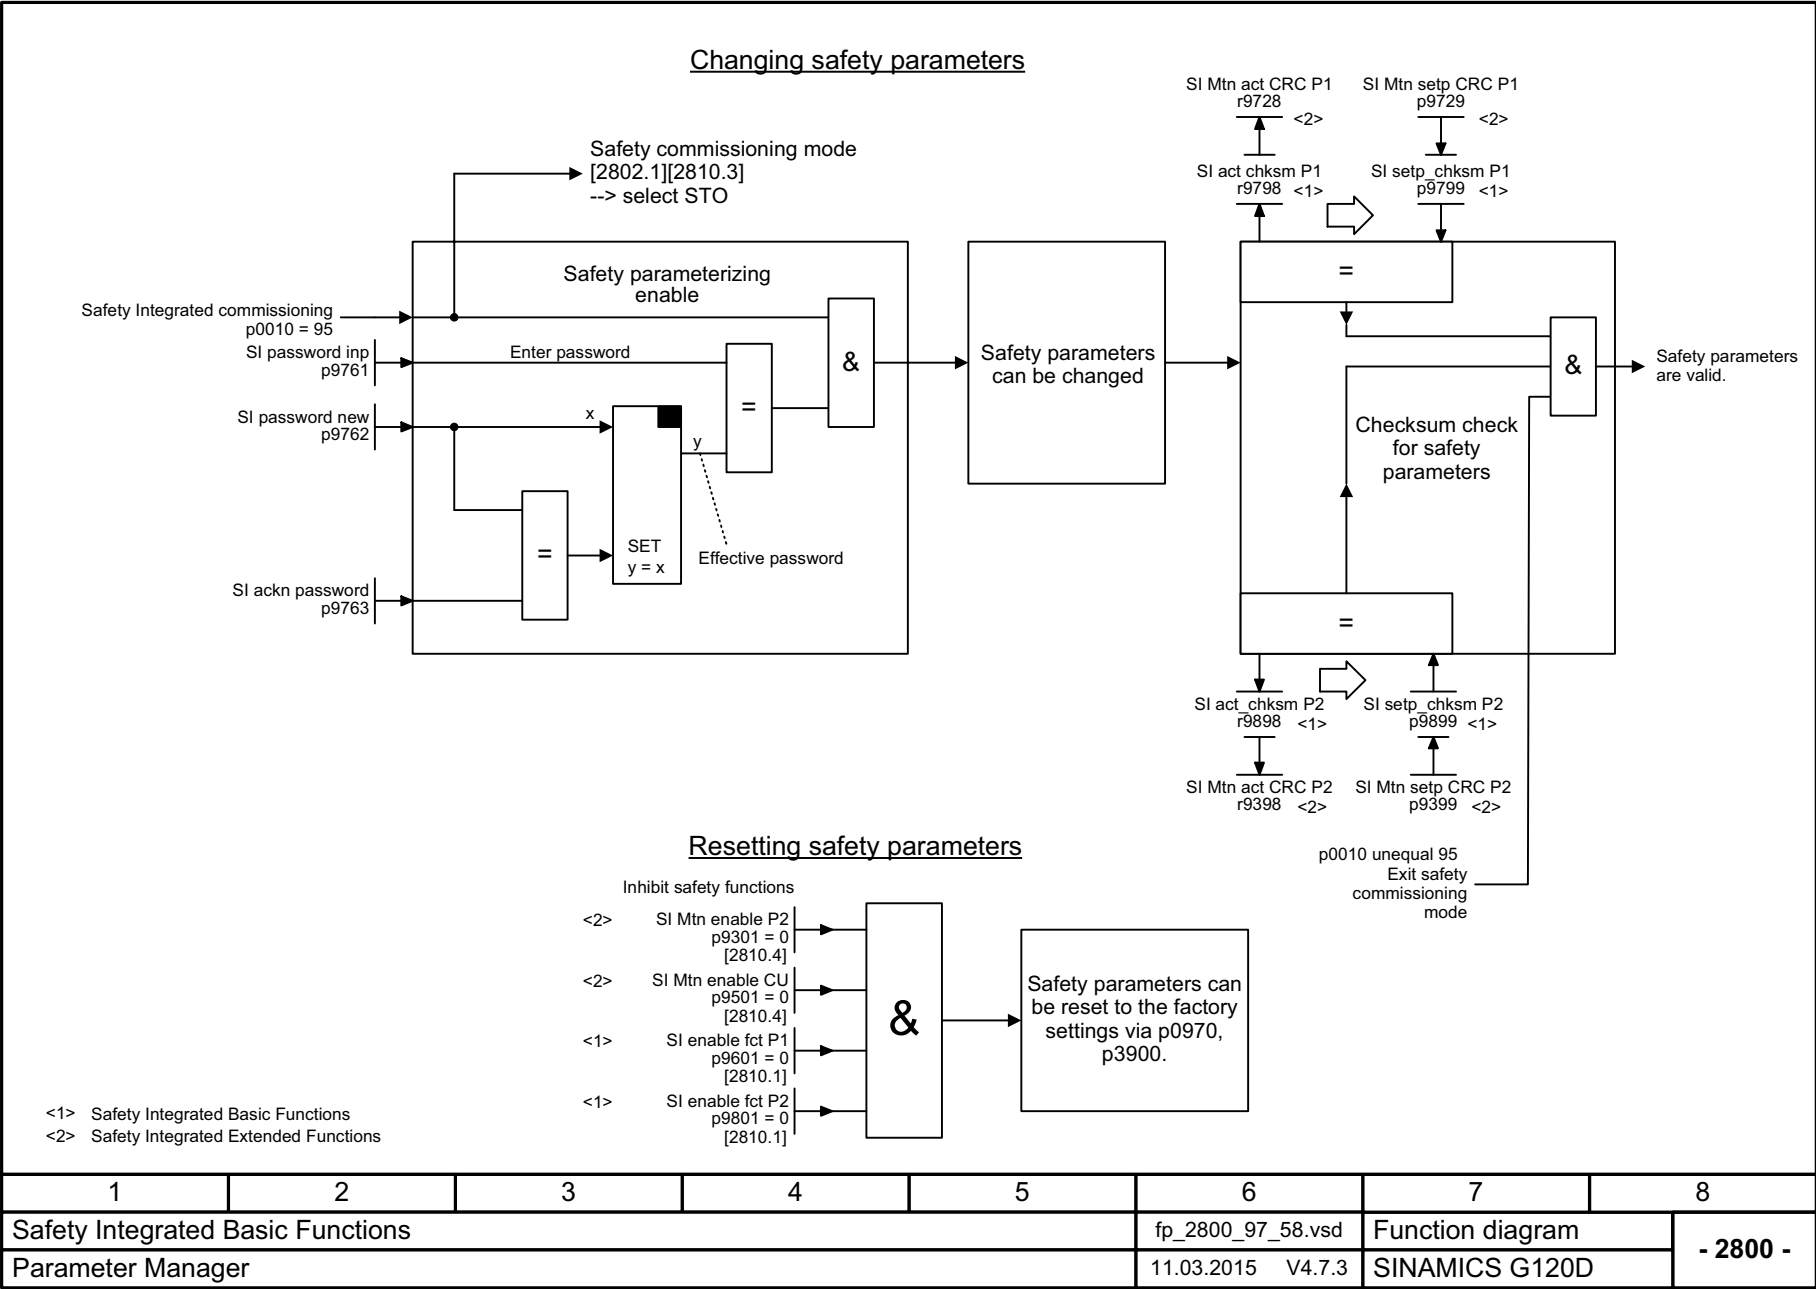 Changing safety parameters
SI Mtn act CRC P1
r9728
<2>
SI Mtn setp CRC P1
p9729
<2>
Safety commissioning mode
[2802.1][2810.3]
--> select STO
SI act chksm P1
r9798 <1>
SI setp_chksm P1
p9799 <1>
Safety parameterizing
enable
Safety Integrated commissioning
p0010 = 95
SI password inp
p9761
Enter password
SI password new
p9762
SI ackn password
p9763
x
y
=
=
&
SET
y = x
Effective password
Safety parameters
can be changed
=
&
Safety parameters
are valid.
Checksum check
for safety
parameters
=
SI act_chksm P2
r9898 <1>
SI setp_chksm P2
p9899 <1>
SI Mtn act CRC P2
r9398 <2>
SI Mtn setp CRC P2
p9399 <2>
p0010 unequal 95
Exit safety
commissioning
mode
Resetting safety parameters
Inhibit safety functions
<2> SI Mtn enable P2
p9301 = 0
[2810.4]
<2> SI Mtn enable CU
p9501 = 0
[2810.4]
<1> SI enable fct P1
p9601 = 0
[2810.1]
<1> SI enable fct P2
p9801 = 0
[2810.1]
&
Safety parameters can
be reset to the factory
settings via p0970,
p3900.
<1> Safety Integrated Basic Functions
<2> Safety Integrated Extended Functions
1 2 3 4 5 6 7 8
Safety Integrated Basic Functions
fp_2800_97_58.vsd
Function diagram
- 2800 -
Parameter Manager
11.03.2015 V4.7.3
SINAMICS G120D